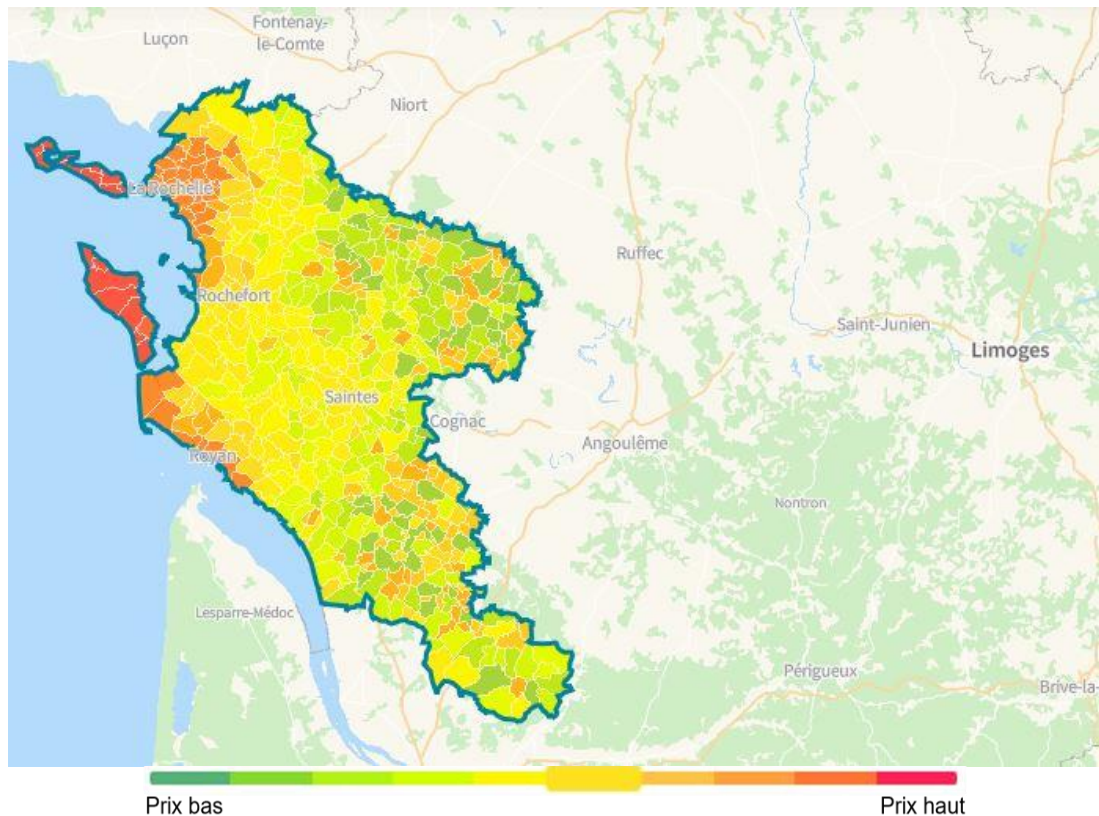 Fontenay-
le-Comte
Luçon
Niort
La Rochelle
Ruffec
Rochefort
Saint-Junien
Limoges
Saintes
Cognac
Angoulême
Royan
Nontron
Lesparre-Médoc
Périgueux
Brive-la-
Prix bas
Prix haut